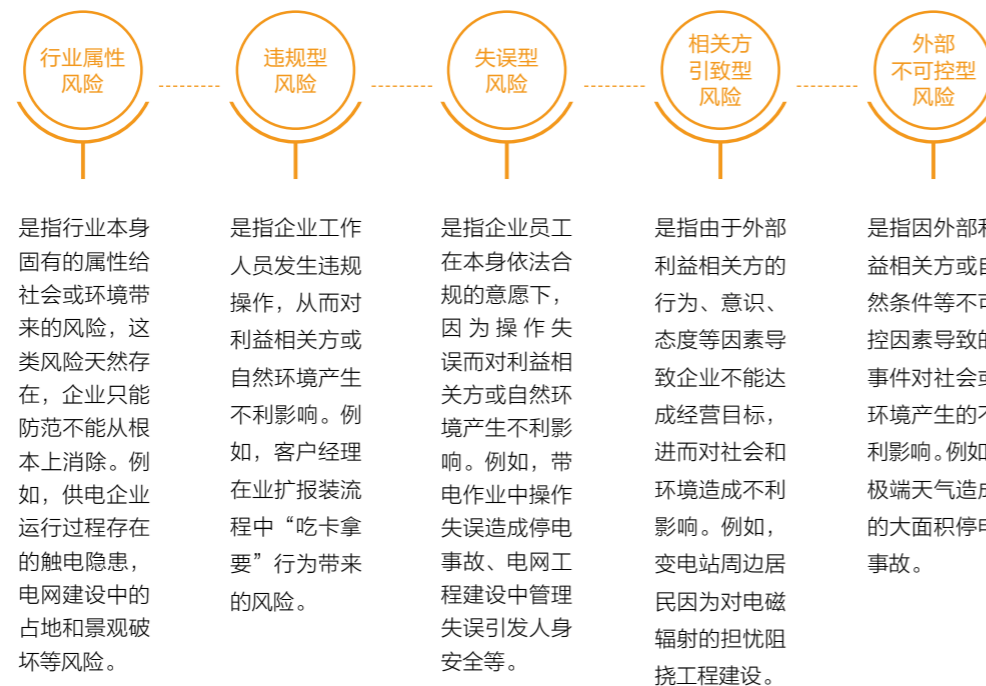 行业属性
风险
违规型
风险
失误型
风险
相关方
引致型
风险
外部
不可控型
风险
是指行业本身
固有的属性给
社会或环境带
来的风险，这
类风险天然存
在，企业只能
防范不能从根
本上消除。例
如，供电企业
运行过程存在
的触电隐患，
电网建设中的
占地和景观破
坏等风险。
是指企业工作
人员发生违规
操作，从而对
利益相关方或
自然环境产生
不利影响。例
如，客户经理
在业扩报装流
程中“吃卡拿
要”行为带来
的风险。
是指企业员工
在本身依法合
规的意愿下，
因为操作失
误而对利益相
关方或自然环
境产生不利影
响。例如，带
电作业中操作
失误造成停电
事故、电网工
程建设中管理
失误引发人身
安全等。
是指由于外部
利益相关方的
行为、意识、
态度等因素导
致企业不能达
成经营目标，
进而对社会和
环境造成不利
影响。例如，
变电站周边居
民因为对电磁
辐射的担忧阻
挠工程建设。
是指因外部
益相关方或
然条件等不
控因素导致
事件对社会
环境产生的
利影响。例如
极端天气造
的大面积停
事故。